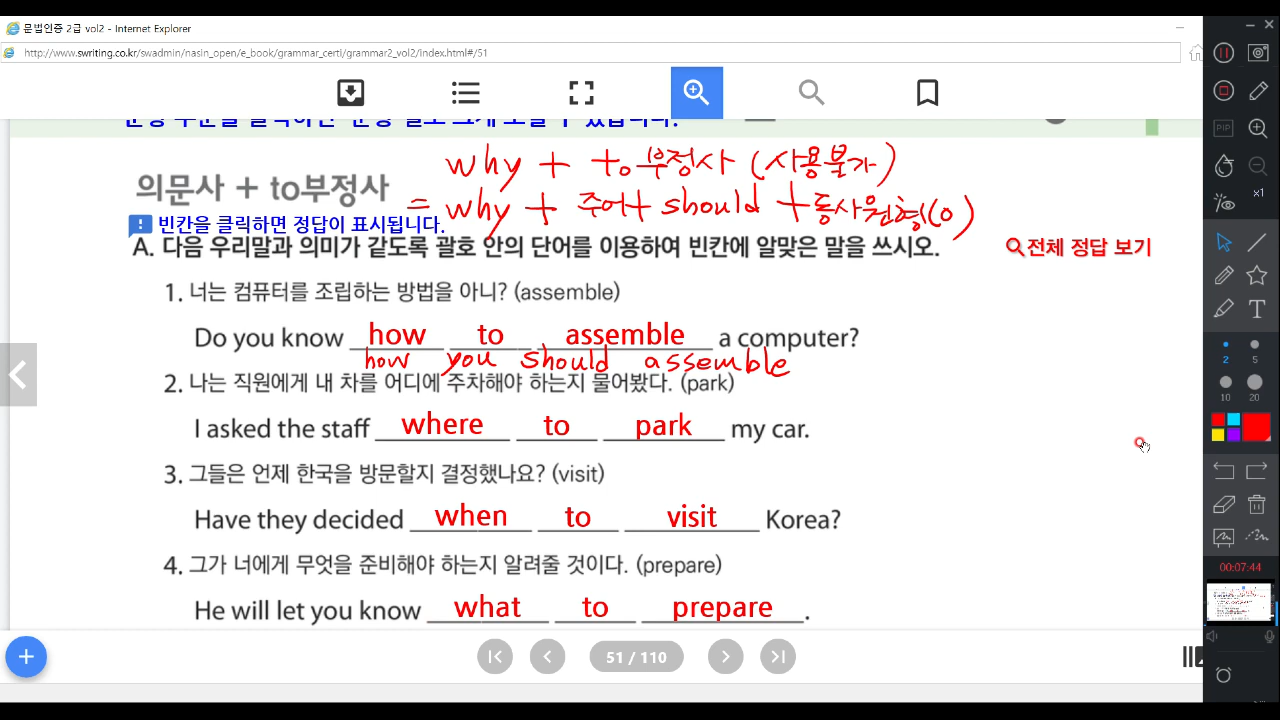 문법인증 2급 vol2 - Internet Explorer
http://www.swriting.co.kr/swadmin/nasin_open/e_book/grammar_certi/grammar2_vol2/index.html#/51
why + to 부정사 (사용불가)
의문사 + to부정사
= why + 주어+ should +동사원형(o)
빈칸을 클릭하면 정답이 표시됩니다.
A. 다음 우리말과 의미가 같도록 괄호 안의 단어를 이용하여 빈칸에 알맞은 말을 쓰시오.
전체 정답 보기
1. 너는 컴퓨터를 조립하는 방법을 아니? (assemble)
Do you know how to assemble a computer?
how you should assemble
2. 나는 직원에게 내 차를 어디에 주차해야 하는지 물어봤다. (park)
I asked the staff where to park my car.
3. 그들은 언제 한국을 방문할지 결정했나요? (visit)
Have they decided when to visit Korea?
4. 그가 너에게 무엇을 준비해야 하는지 알려줄 것이다. (prepare)
He will let you know what to prepare.
51 / 110
PIP
x1
T
2 5
10 20
00:07:44